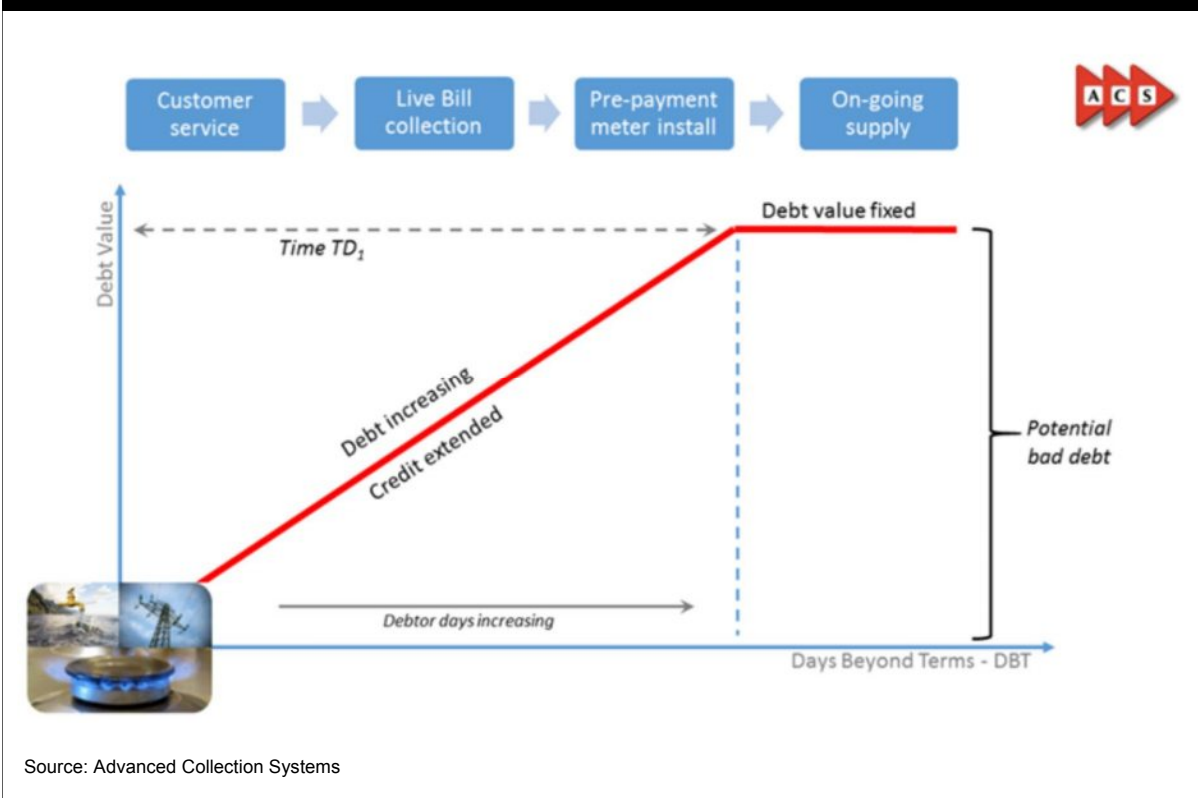 Customer
service
Live Bill
collection
Pre-payment
meter install
On-going
supply
A C S
Debt Value
Time TD₁
Debt value fixed
Debt increasing
Credit extended
Potential
bad debt
Debtor days increasing
Days Beyond Terms - DBT
Source: Advanced Collection Systems